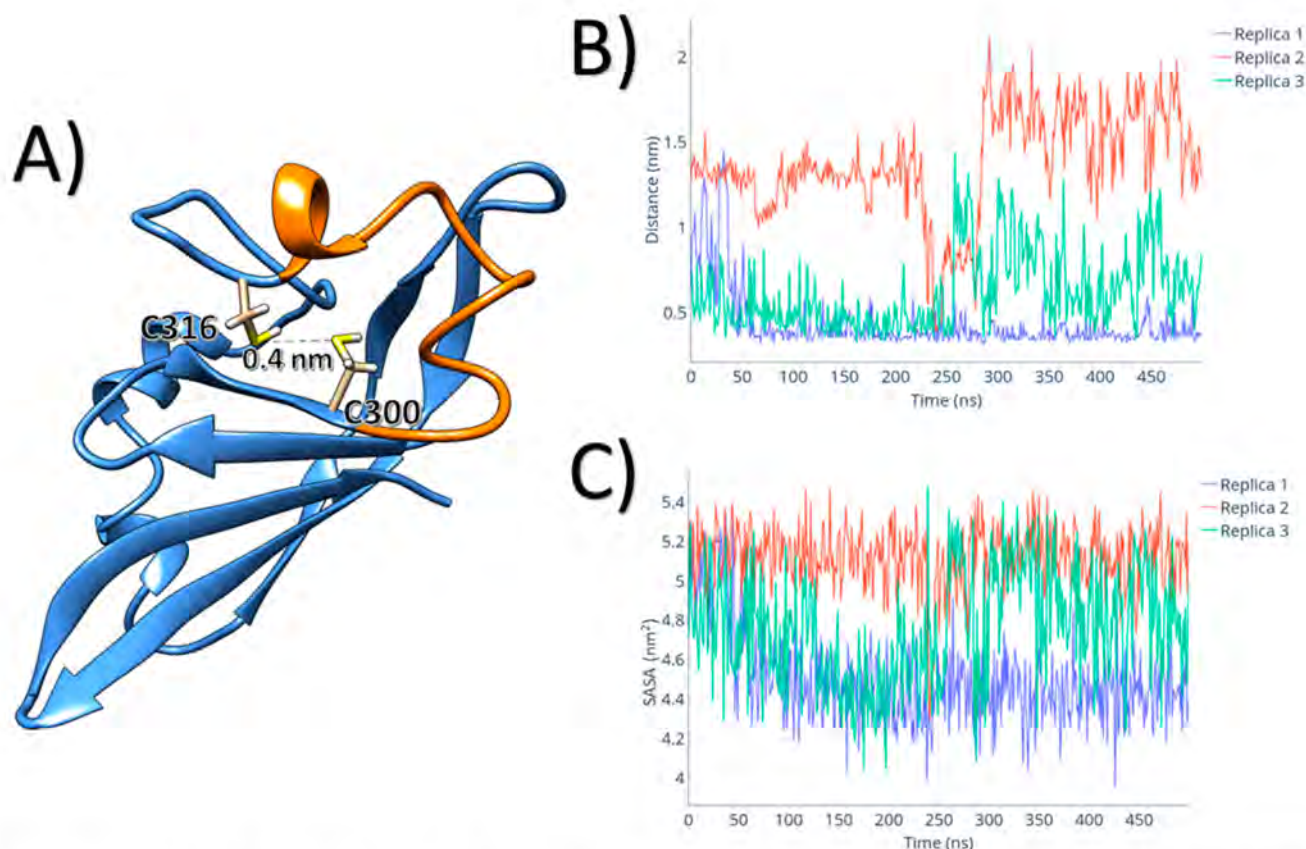 A)
C316
0.4 nm
C300
B)
Distance (nm)
2
1.5
1
0.5
0 50 100 150 200 250 300 350 400 450
Time (ns)
Replica 1
Replica 2
Replica 3
C)
SASA (nm²)
5.4
5.2
5
4.8
4.6
4.4
4.2
4
0 50 100 150 200 250 300 350 400 450
Time (ns)
Replica 1
Replica 2
Replica 3